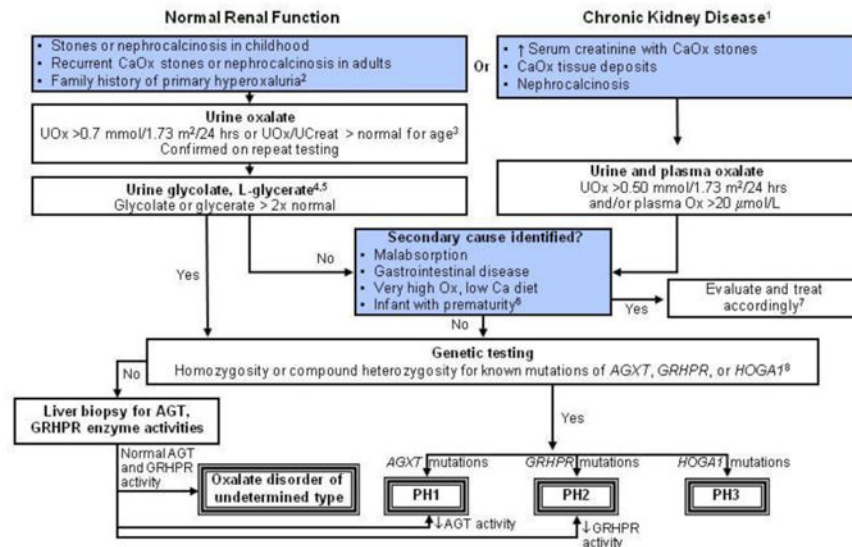 Normal Renal Function
Chronic Kidney Disease¹
• Stones or nephrocalcinosis in childhood
• Recurrent CaOx stones or nephrocalcinosis in adults
• Family history of primary hyperoxaluria²
Or
• ↑ Serum creatinine with CaOx stones
• CaOx tissue deposits
• Nephrocalcinosis
Urine oxalate
UOx >0.7 mmol/1.73 m²/24 hrs or UOx/UCreat > normal for age³
Confirmed on repeat testing
Urine and plasma oxalate
UOx >0.50 mmol/1.73 m²/24 hrs
and/or plasma Ox >20 µmol/L
Urine glycolate, L-glycerate⁴,⁵
Glycolate or glycerate > 2x normal
Yes
No
Secondary cause identified?
• Malabsorption
• Gastrointestinal disease
• Very high Ox, low Ca diet
• Infant with prematurity⁶
Yes
Evaluate and treat
accordingly⁷
No
Genetic testing
Homozygosity or compound heterozygosity for known mutations of AGXT, GRHPR, or HOGA1⁸
No
Yes
Liver biopsy for AGT,
GRHPR enzyme activities
Normal AGT
and GRHPR
activity
Oxalate disorder of
undetermined type
AGXT mutations
GRHPR mutations
HOGA1 mutations
PH1
PH2
PH3
↓AGT activity
↓GRHPR
activity